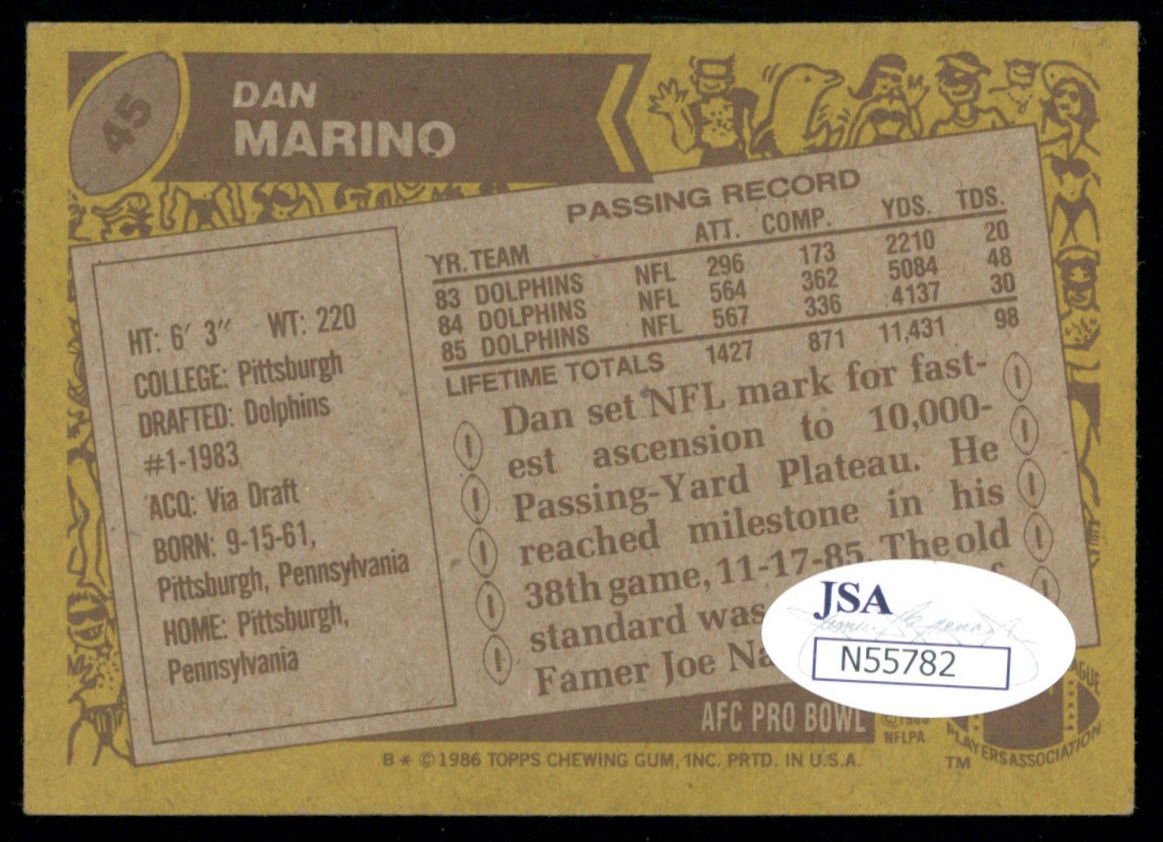 45
DAN
MARINO
PASSING RECORD
YR. TEAM ATT. COMP. YDS. TDS.
83 DOLPHINS NFL 296 173 2210 20
84 DOLPHINS NFL 564 362 5084 48
85 DOLPHINS NFL 567 336 4137 30
LIFETIME TOTALS 1427 871 11,431 98
HT: 6' 3" WT: 220
COLLEGE: Pittsburgh
DRAFTED: Dolphins
#1-1983
ACQ: Via Draft
BORN: 9-15-61,
Pittsburgh, Pennsylvania
HOME: Pittsburgh,
Pennsylvania
Dan set NFL mark for fast-
est ascension to 10,000-
Passing-Yard Plateau. He
reached milestone in his
38th game, 11-17-85. The old
standard was
Famer Joe Na
JSA
N55782
AFC PRO BOWL
©1986
NFLPA
PLAYERS ASSOCIATION
TM
B * ©1986 TOPPS CHEWING GUM, INC. PRTD. IN U.S.A.